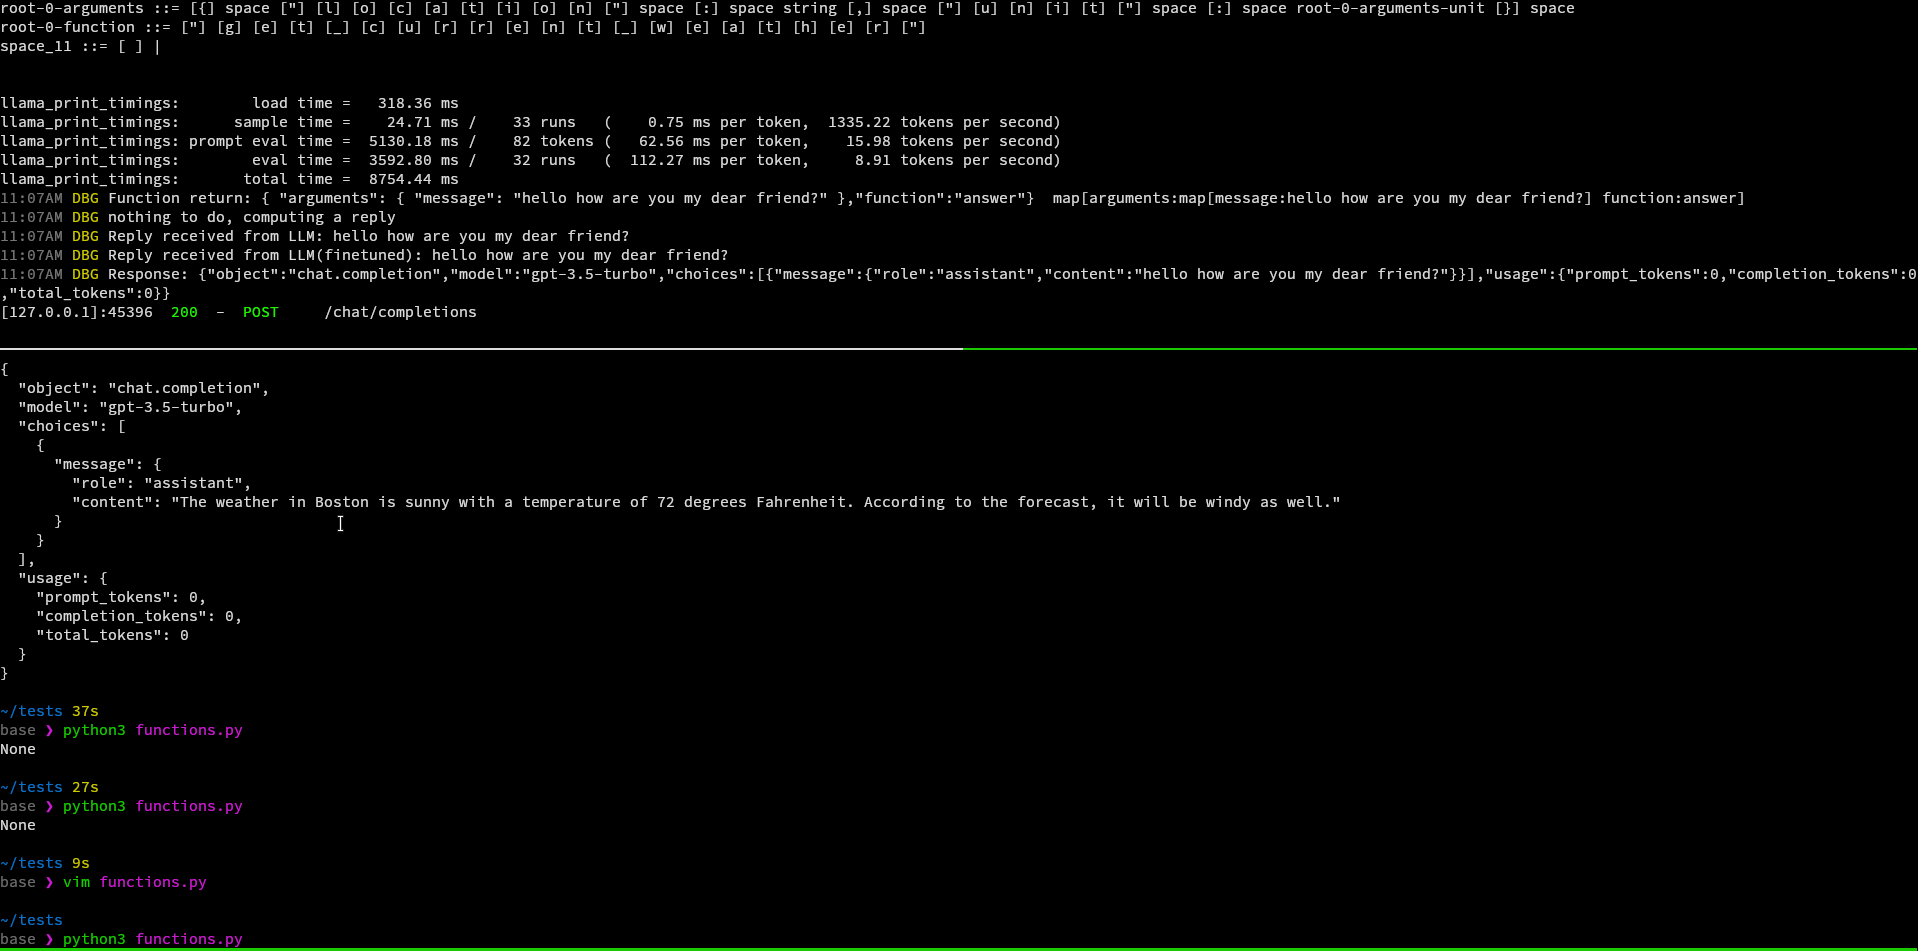 root-0-arguments ::= [{] space ["] [l] [o] [c] [a] [t] [i] [o] [n] ["] space [:] space string [,] space ["] [u] [n] [i] [t] ["] space [:] space root-0-arguments-unit [}] space
root-0-function ::= ["] [g] [e] [t] [_] [c] [u] [r] [r] [e] [n] [t] [_] [w] [e] [a] [t] [h] [e] [r] ["]
space_11 ::= [ ] |
llama_print_timings:        load time =   318.36 ms
llama_print_timings:      sample time =    24.71 ms /    33 runs   (    0.75 ms per token,  1335.22 tokens per second)
llama_print_timings: prompt eval time =  5130.18 ms /    82 tokens (   62.56 ms per token,    15.98 tokens per second)
llama_print_timings:        eval time =  3592.80 ms /    32 runs   (  112.27 ms per token,     8.91 tokens per second)
llama_print_timings:       total time =  8754.44 ms
11:07AM DBG Function return: { "arguments": { "message": "hello how are you my dear friend?" },"function":"answer"}  map[arguments:map[message:hello how are you my dear friend?] function:answer]
11:07AM DBG nothing to do, computing a reply
11:07AM DBG Reply received from LLM: hello how are you my dear friend?
11:07AM DBG Reply received from LLM(finetuned): hello how are you my dear friend?
11:07AM DBG Response: {"object":"chat.completion","model":"gpt-3.5-turbo","choices":[{"message":{"role":"assistant","content":"hello how are you my dear friend?"}}],"usage":{"prompt_tokens":0,"completion_tokens":0
,"total_tokens":0}}
[127.0.0.1]:45396  200  -  POST     /chat/completions
{
  "object": "chat.completion",
  "model": "gpt-3.5-turbo",
  "choices": [
    {
      "message": {
        "role": "assistant",
        "content": "The weather in Boston is sunny with a temperature of 72 degrees Fahrenheit. According to the forecast, it will be windy as well."
      }
    }
  ],
  "usage": {
    "prompt_tokens": 0,
    "completion_tokens": 0,
    "total_tokens": 0
  }
}
~/tests 37s
base ❯ python3 functions.py
None
~/tests 27s
base ❯ python3 functions.py
None
~/tests 9s
base ❯ vim functions.py
~/tests
base ❯ python3 functions.py